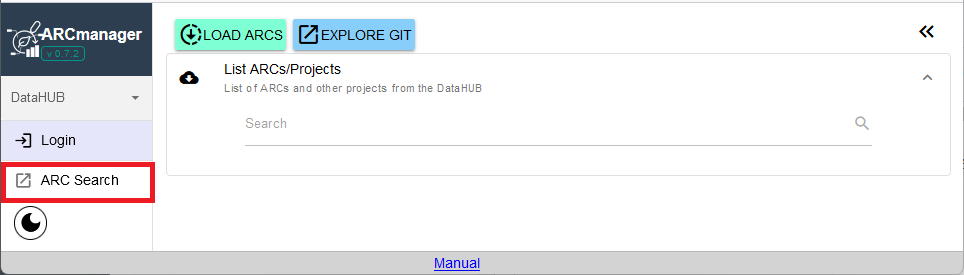 ARCmanager
v 0.7.2
LOAD ARCS
EXPLORE GIT
List ARCs/Projects
List of ARCs and other projects from the DataHUB
DataHUB
Search
Login
ARC Search
Manual